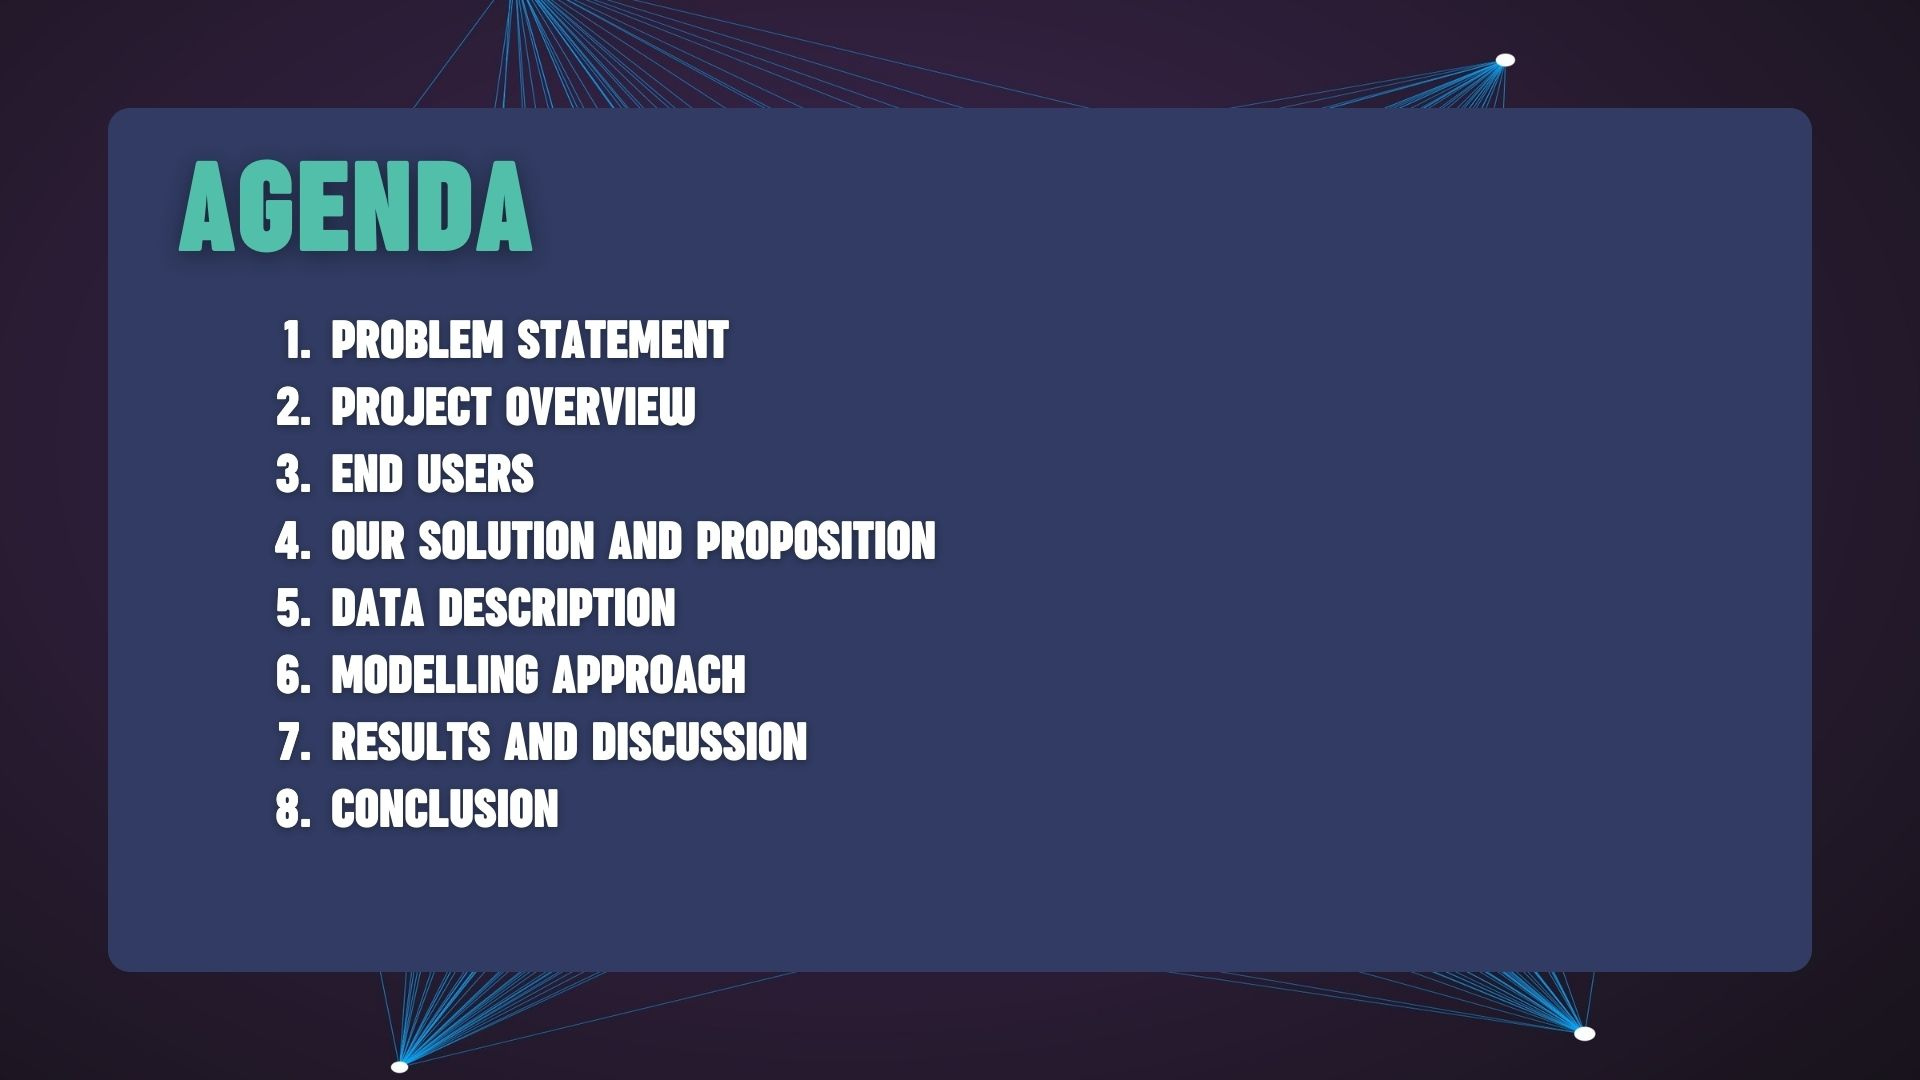 AGENDA
1. PROBLEM STATEMENT
2. PROJECT OVERVIEW
3. END USERS
4. OUR SOLUTION AND PROPOSITION
5. DATA DESCRIPTION
6. MODELLING APPROACH
7. RESULTS AND DISCUSSION
8. CONCLUSION